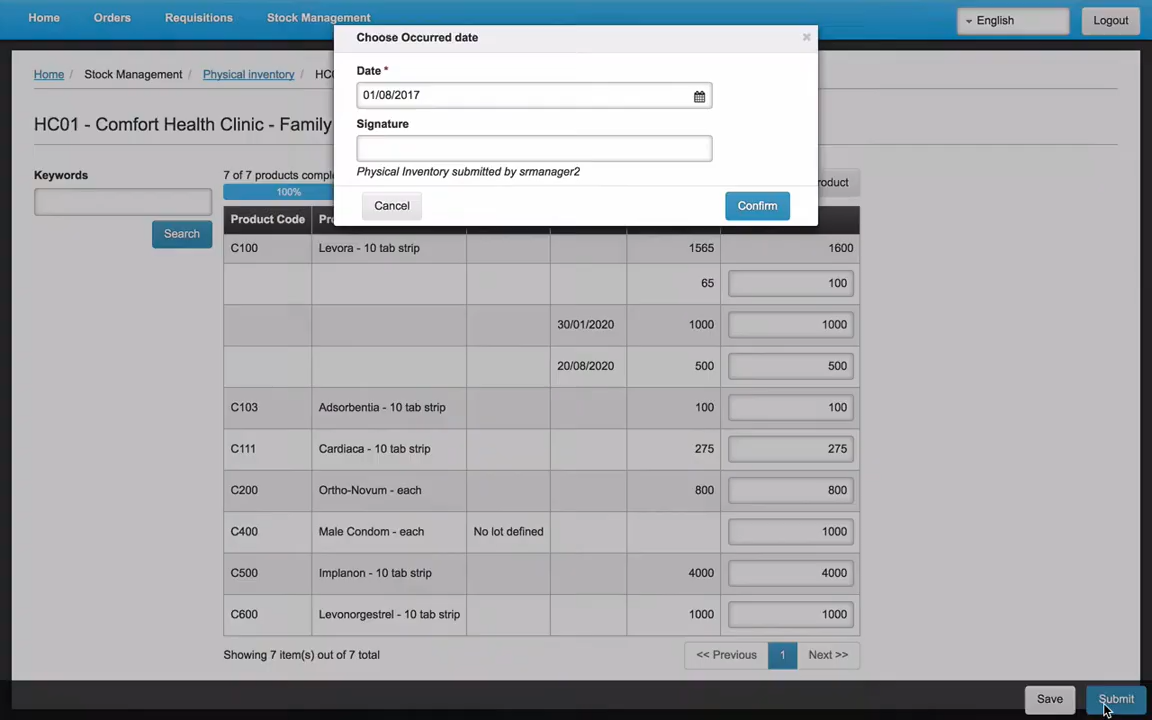 Home Orders Requisitions Stock Management English Logout
Choose Occurred date ×
Date *
01/08/2017
Signature
Physical Inventory submitted by srmanager2
Cancel Confirm
Home / Stock Management / Physical inventory /
HC01 - Comfort Health Clinic - Family
Keywords
Search
7 of 7 products
100%
Product Code
C100 Levora - 10 tab strip 1565 1600
65 100
30/01/2020 1000 1000
20/08/2020 500 500
C103 Adsorbentia - 10 tab strip 100 100
C111 Cardiaca - 10 tab strip 275 275
C200 Ortho-Novum - each 800 800
C400 Male Condom - each No lot defined 1000
C500 Implanon - 10 tab strip 4000 4000
C600 Levonorgestrel - 10 tab strip 1000 1000
Showing 7 item(s) out of 7 total << Previous 1 Next >>
Save Submit